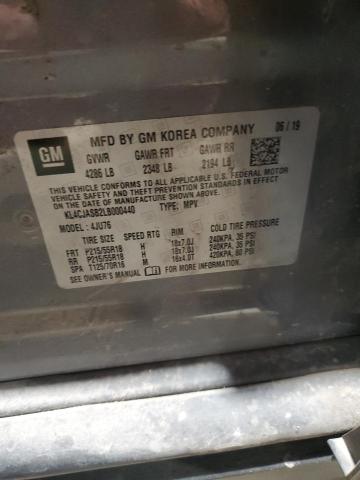 GM
MFD BY GM KOREA COMPANY 06 / 19
GVWR GAWR FRT GAWR RR
4286 LB 2348 LB 2194 LB
THIS VEHICLE CONFORMS TO ALL APPLICABLE U.S. FEDERAL MOTOR
VEHICLE SAFETY AND THEFT PREVENTION STANDARDS IN EFFECT ON THE
DATE OF MANUFACTURE SHOWN ABOVE.
KL4CJASB2LB000440 TYPE: MPV
MODEL: 4JU76
TIRE SIZE SPEED RTG RIM COLD TIRE PRESSURE
FRT P215/55R18 H 18x7.0J 240KPA, 35 PSI
RR P215/55R18 H 18x7.0J 240KPA, 35 PSI
SPA T125/70R16 M 16x4.0T 420KPA, 60 PSI
SEE OWNER'S MANUAL FOR ADDITIONAL INFORMATION.